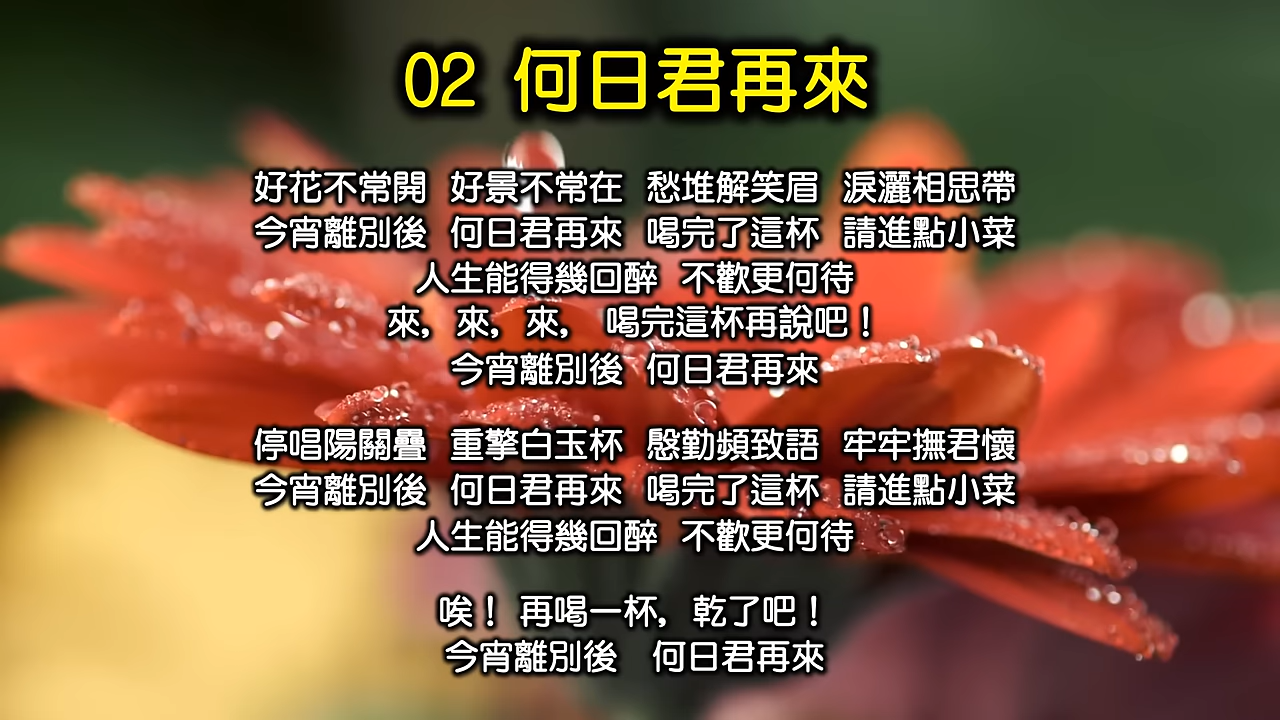 02 何日君再來
好花不常開 好景不常在 愁堆解笑眉 淚灑相思帶
今宵離別後 何日君再來 喝完了這杯 請進點小菜
人生能得幾回醉 不歡更何待
來，來，來， 喝完這杯再說吧！
今宵離別後 何日君再來
停唱陽關疊 重擎白玉杯 慇勤頻致語 牢牢撫君懷
今宵離別後 何日君再來 喝完了這杯 請進點小菜
人生能得幾回醉 不歡更何待
唉！ 再喝一杯，乾了吧！
今宵離別後 何日君再來